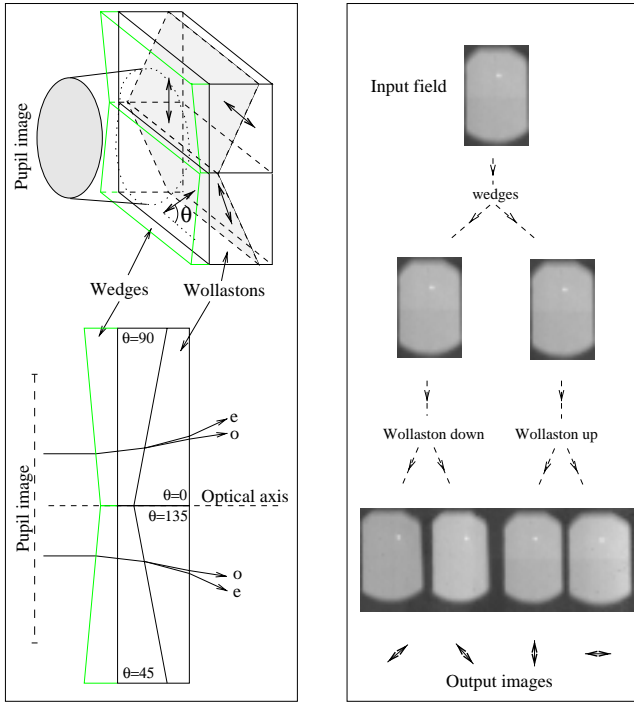 Pupil image
θ
Wedges
Wollastons
θ=90
e
o
Pupil image
θ=0
Optical axis
θ=135
o
e
θ=45
Input field
wedges
Wollaston down
Wollaston up
Output images